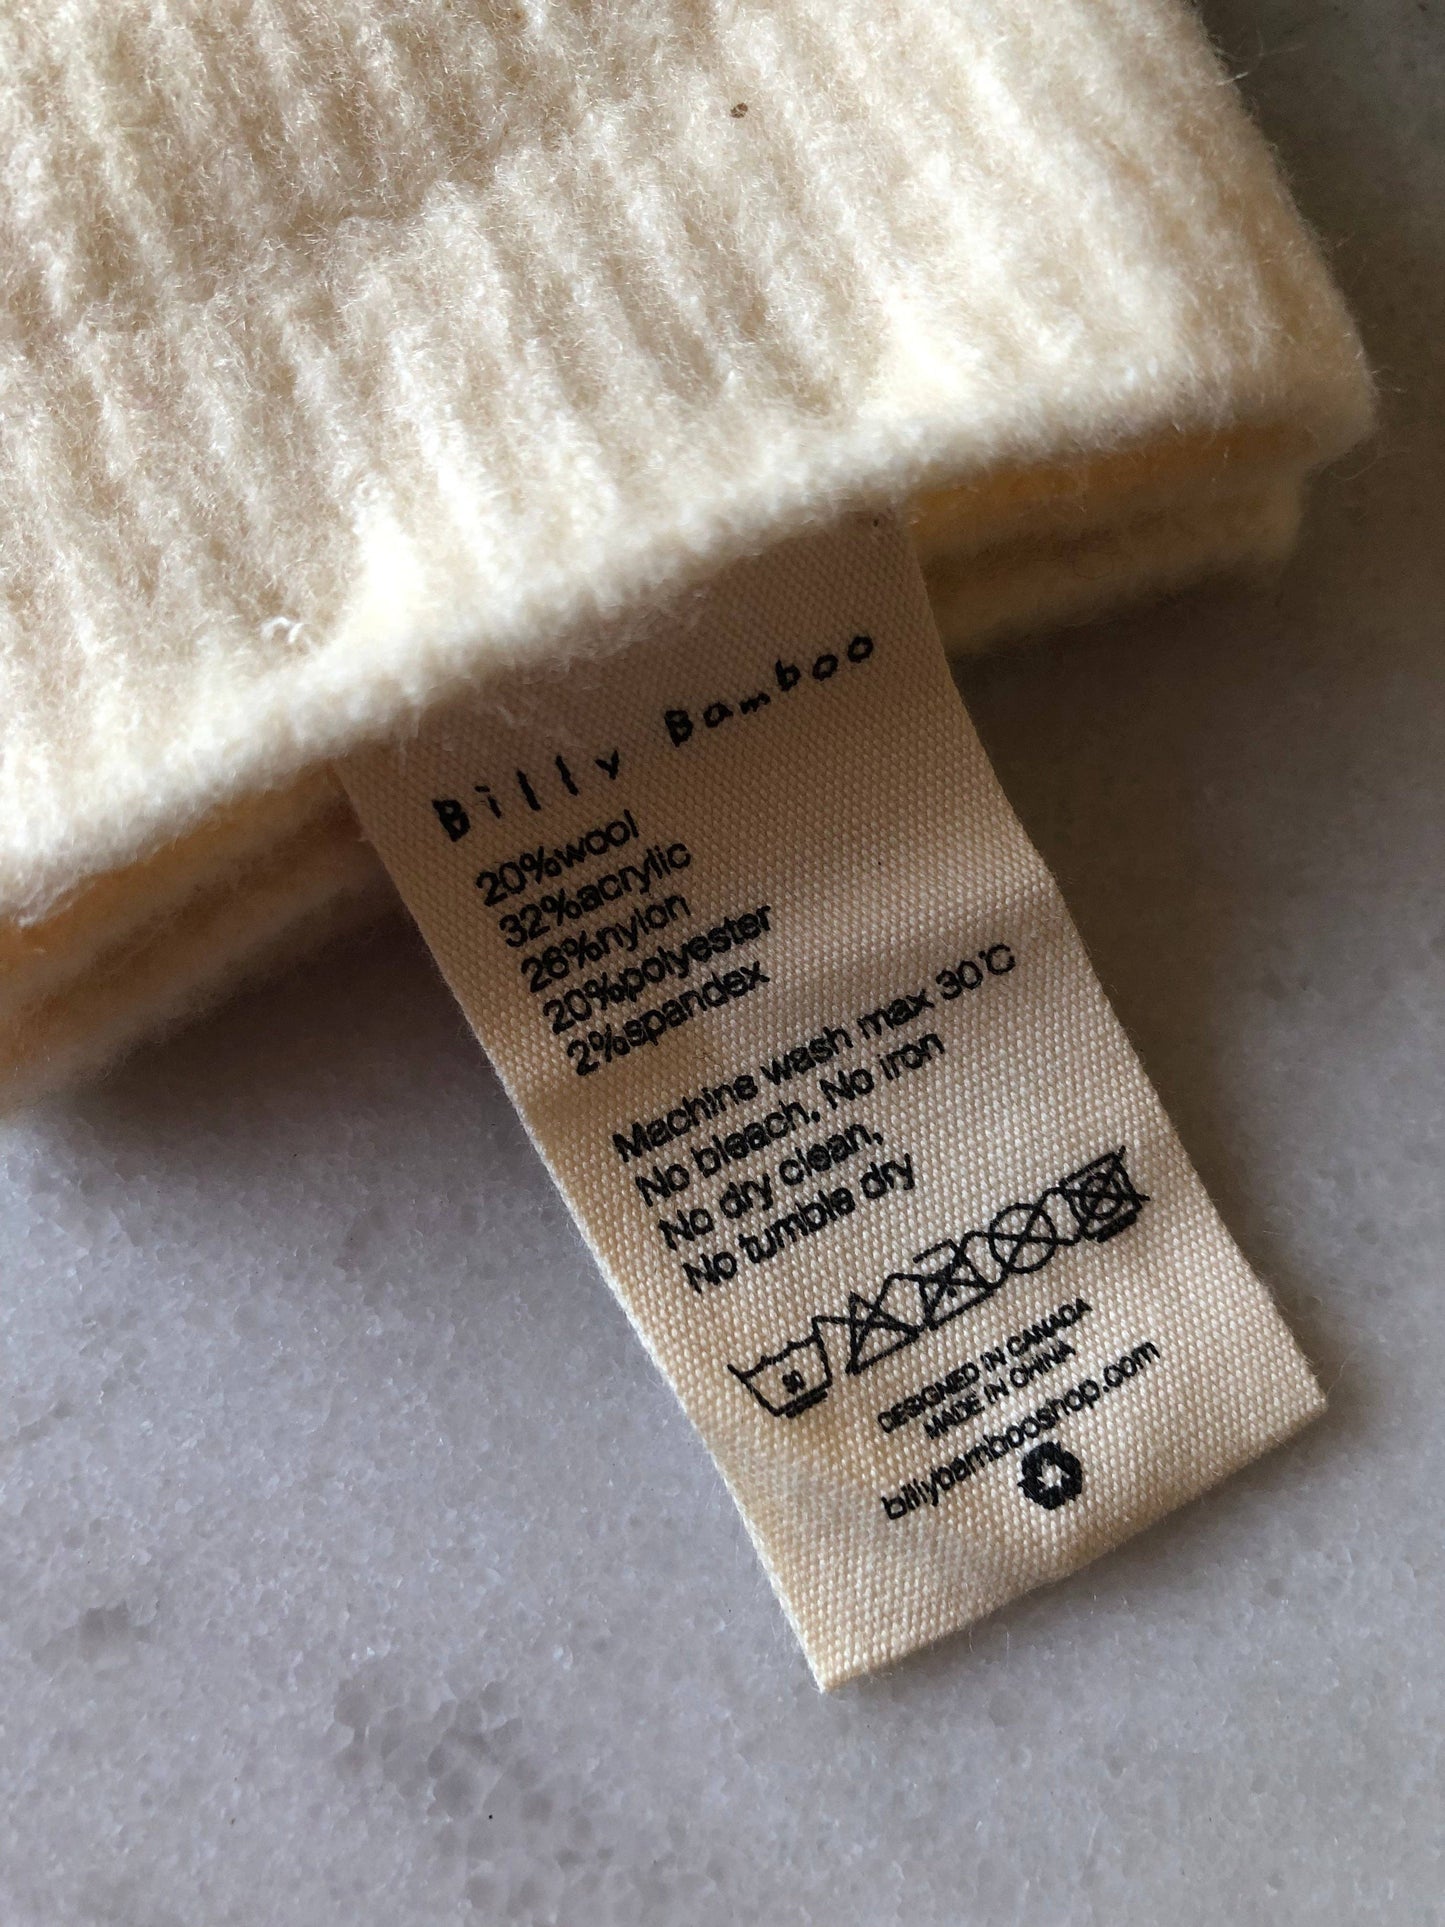 Billy Bamboo
20%wool
32%acrylic
26%nylon
20%polyester
2%spandex
Machine wash max 30°C
No bleach, No iron
No dry clean,
No tumble dry
30
DESIGNED IN CANADA
MADE IN CHINA
billybambooshop.com